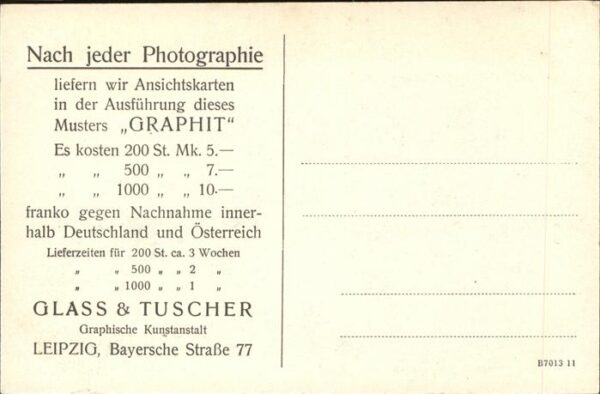 Nach jeder Photographie
liefern wir Ansichtskarten
in der Ausführung dieses
Musters „GRAPHIT“
Es kosten 200 St. Mk. 5.—
„ „ 500 „ „ 7.—
„ „ 1000 „ „ 10.—
franko gegen Nachnahme inner-
halb Deutschland und Österreich
Lieferzeiten für 200 St. ca. 3 Wochen
„ „ 500 „ „ 2 „
„ „ 1000 „ „ 1 „
GLASS & TUSCHER
Graphische Kunstanstalt
LEIPZIG, Bayersche Straße 77
B7013 11